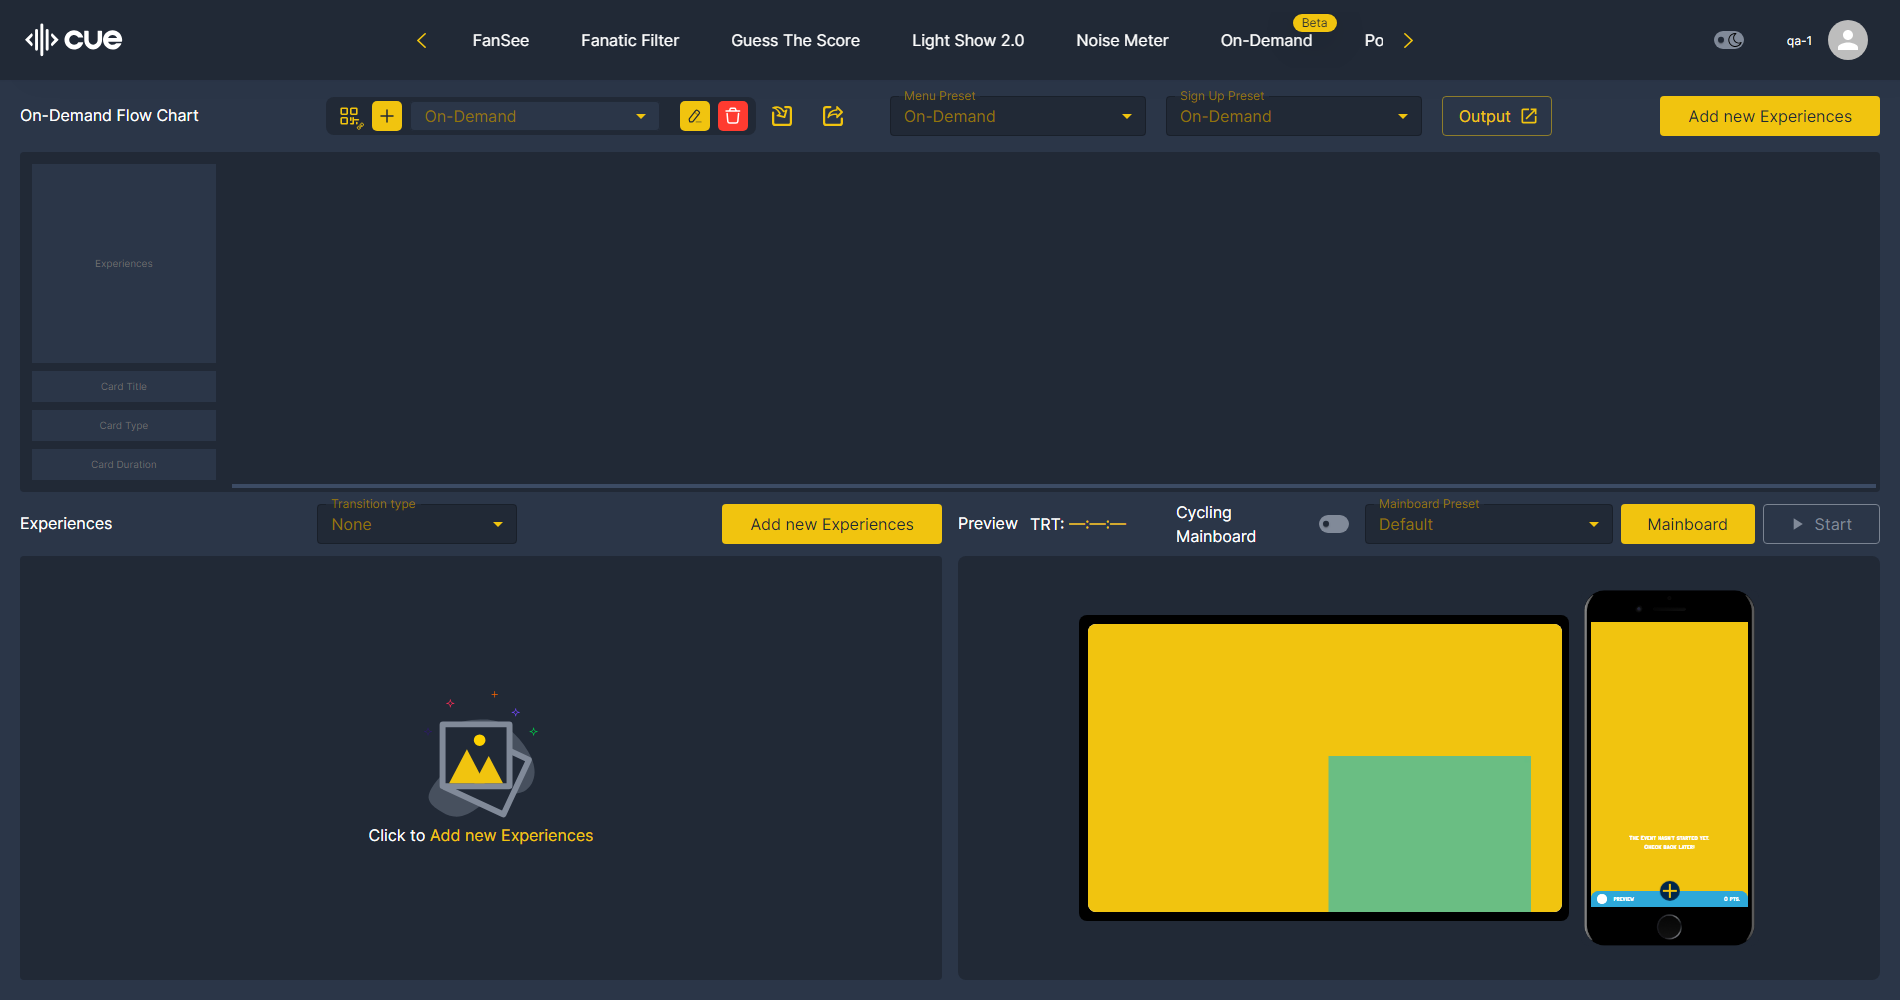 cue
FanSee
Fanatic Filter
Guess The Score
Light Show 2.0
Noise Meter
On-Demand
Beta
Po
qa-1
On-Demand Flow Chart
On-Demand
Menu Preset
On-Demand
Sign Up Preset
On-Demand
Output
Add new Experiences
Experiences
Card Title
Card Type
Card Duration
Experiences
Transition type
None
Add new Experiences
Preview
TRT: —:—:—
Cycling
Mainboard
Mainboard Preset
Default
Mainboard
Start
Click to Add new Experiences
The event hasn't started yet
Check back later!
PREVIEW
0 PTS.